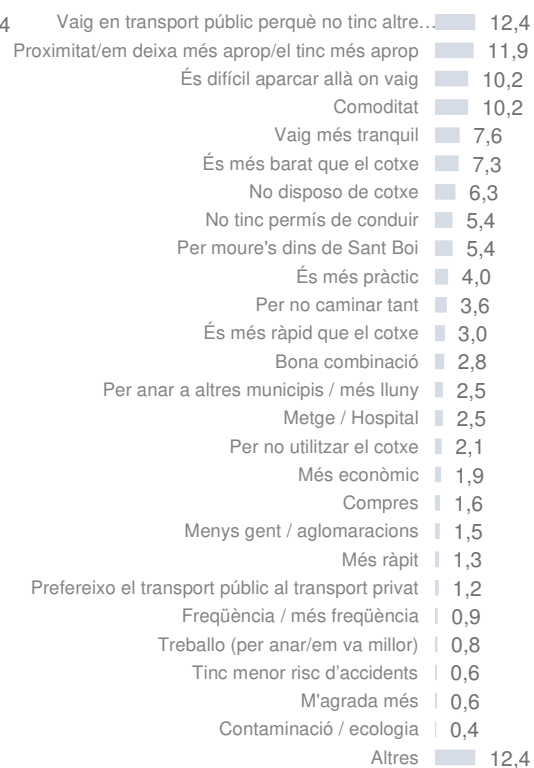 4 Vaig en transport públic perquè no tinc altre… 12,4
Proximitat/em deixa més aprop/el tinc més aprop 11,9
És difícil aparcar allà on vaig 10,2
Comoditat 10,2
Vaig més tranquil 7,6
És més barat que el cotxe 7,3
No disposo de cotxe 6,3
No tinc permís de conduir 5,4
Per moure's dins de Sant Boi 5,4
És més pràctic 4,0
Per no caminar tant 3,6
És més ràpid que el cotxe 3,0
Bona combinació 2,8
Per anar a altres municipis / més lluny 2,5
Metge / Hospital 2,5
Per no utilitzar el cotxe 2,1
Més econòmic 1,9
Compres 1,6
Menys gent / aglomaracions 1,5
Més ràpit 1,3
Prefereixo el transport públic al transport privat 1,2
Freqüència / més freqüència 0,9
Treballo (per anar/em va millor) 0,8
Tinc menor risc d’accidents 0,6
M'agrada més 0,6
Contaminació / ecologia 0,4
Altres 12,4